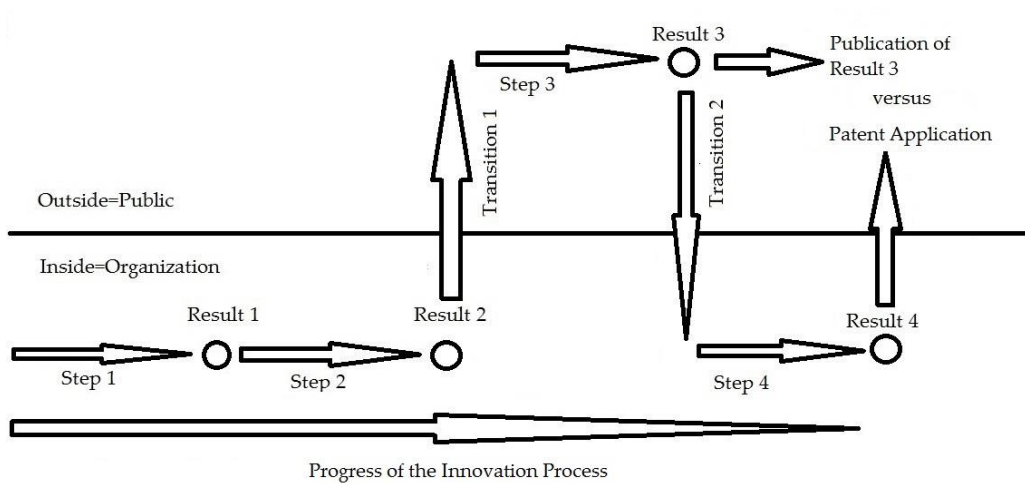 Result 3
Publication of
Result 3
versus
Patent Application
Step 3
Transition 1
Transition 2
Outside=Public
Inside=Organization
Result 1
Result 2
Result 4
Step 1
Step 2
Step 4
Progress of the Innovation Process